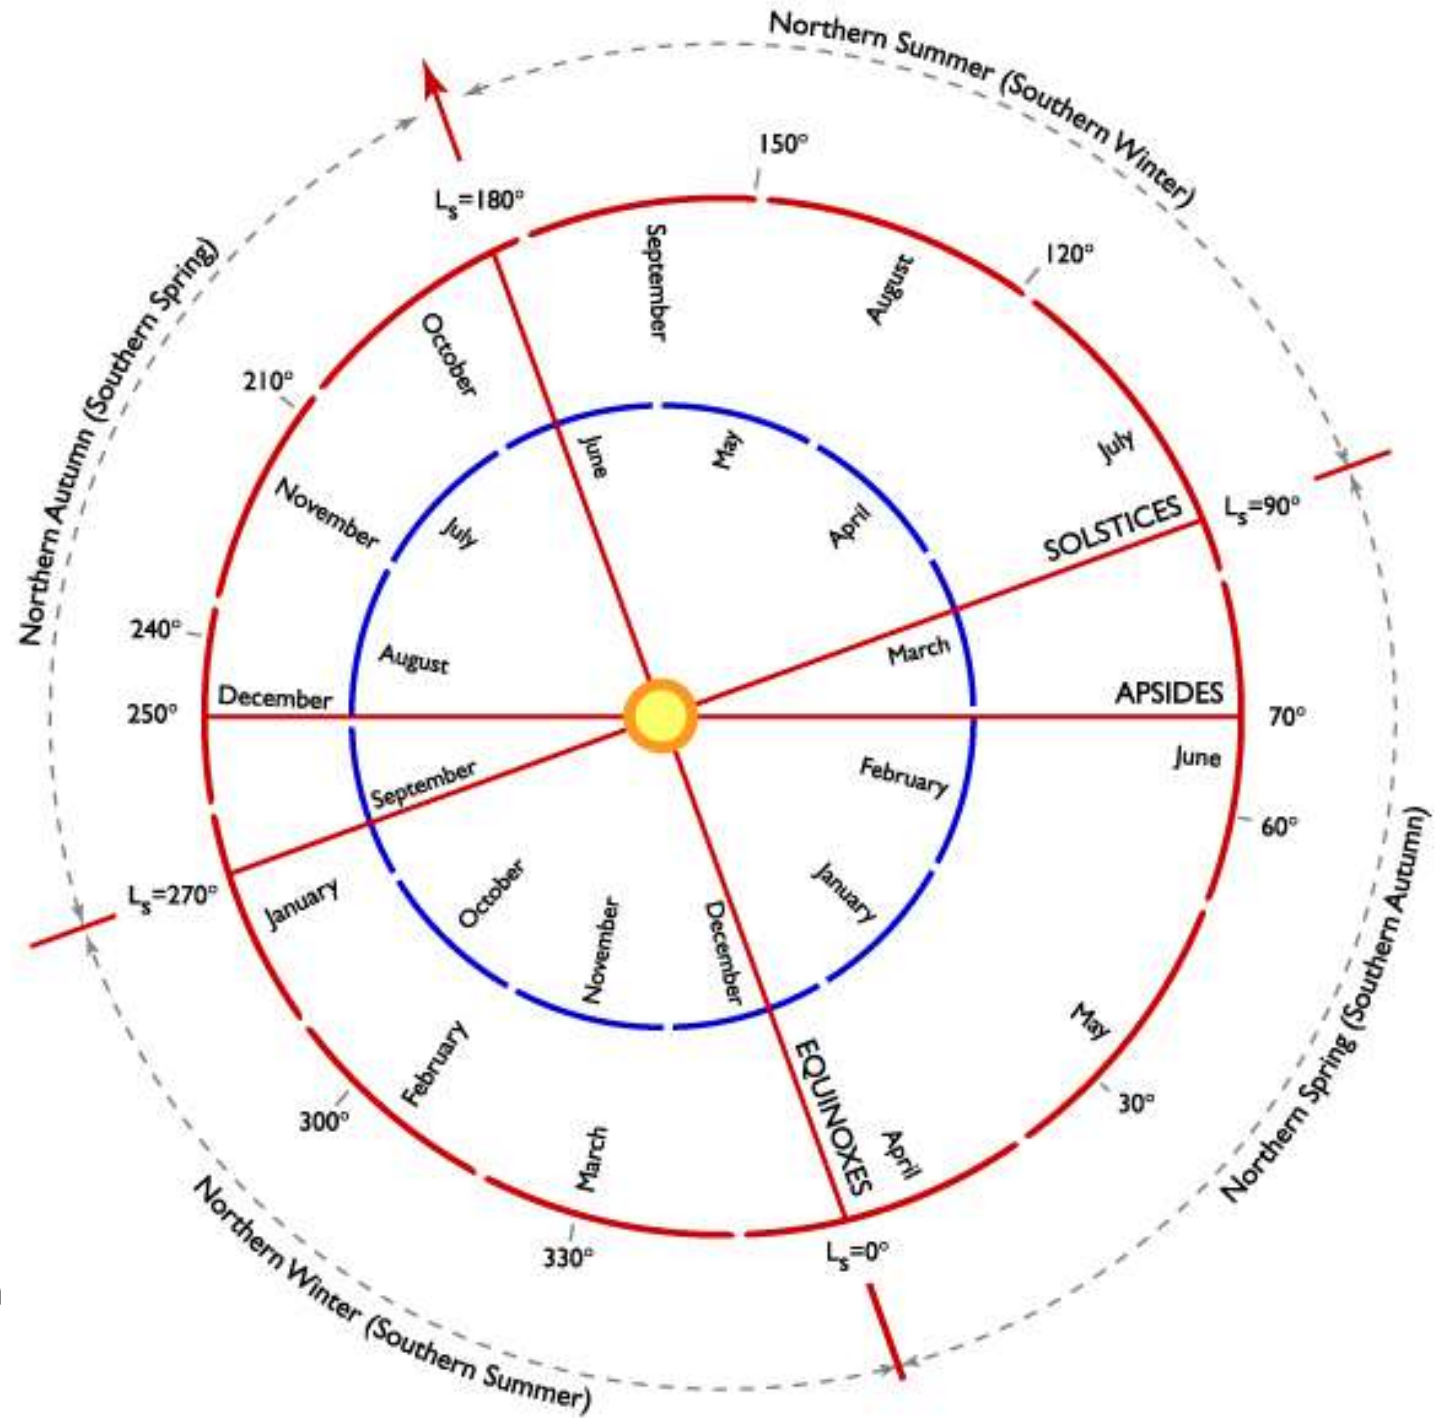 Northern Summer (Southern Winter)
150°
Lₛ=180°
120°
September
August
October
Northern Autumn (Southern Spring)
210°
July
June
May
April
July
November
SOLSTICES
Lₛ=90°
240°
August
March
December
APSIDES
250°
70°
June
September
February
60°
Lₛ=270°
January
October
January
November
December
May
February
EQUINOXES
30°
300°
April
March
Northern Spring (Southern Autumn)
330°
Lₛ=0°
Northern Winter (Southern Summer)